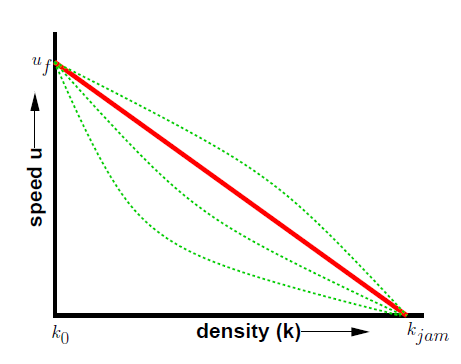 u_f
speed u
k_0
density (k)
k_jam